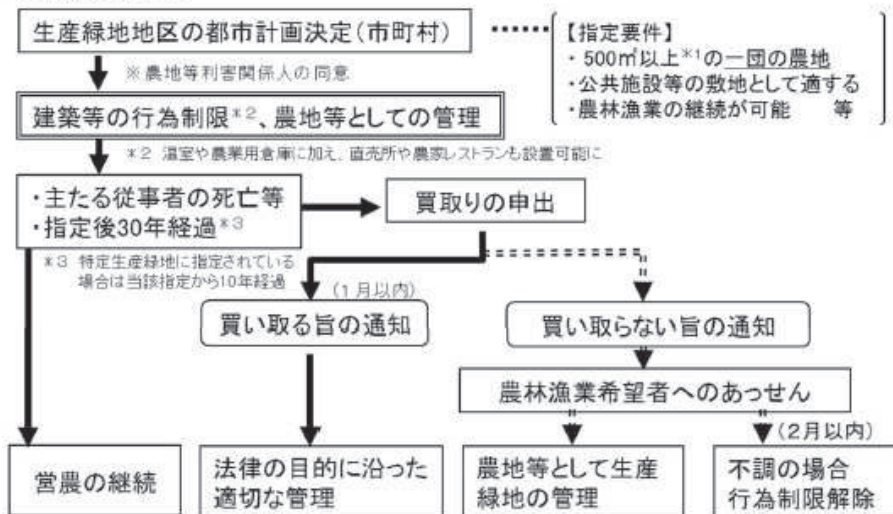 生産緑地地区の都市計画決定(市町村)
【指定要件】
・500㎡以上*1の一団の農地
・公共施設等の敷地として適する
・農林漁業の継続が可能 等
※農地等利害関係人の同意
建築等の行為制限*2、農地等としての管理
*2 温室や農業用倉庫に加え、直売所や農家レストランも設置可能に
・主たる従事者の死亡等
・指定後30年経過*3
買取りの申出
*3 特定生産緑地に指定されている
場合は当該指定から10年経過
(1月以内)
買い取る旨の通知
買い取らない旨の通知
農林漁業希望者へのあっせん
(2月以内)
営農の継続
法律の目的に沿った
適切な管理
農地等として生産
緑地の管理
不調の場合
行為制限解除